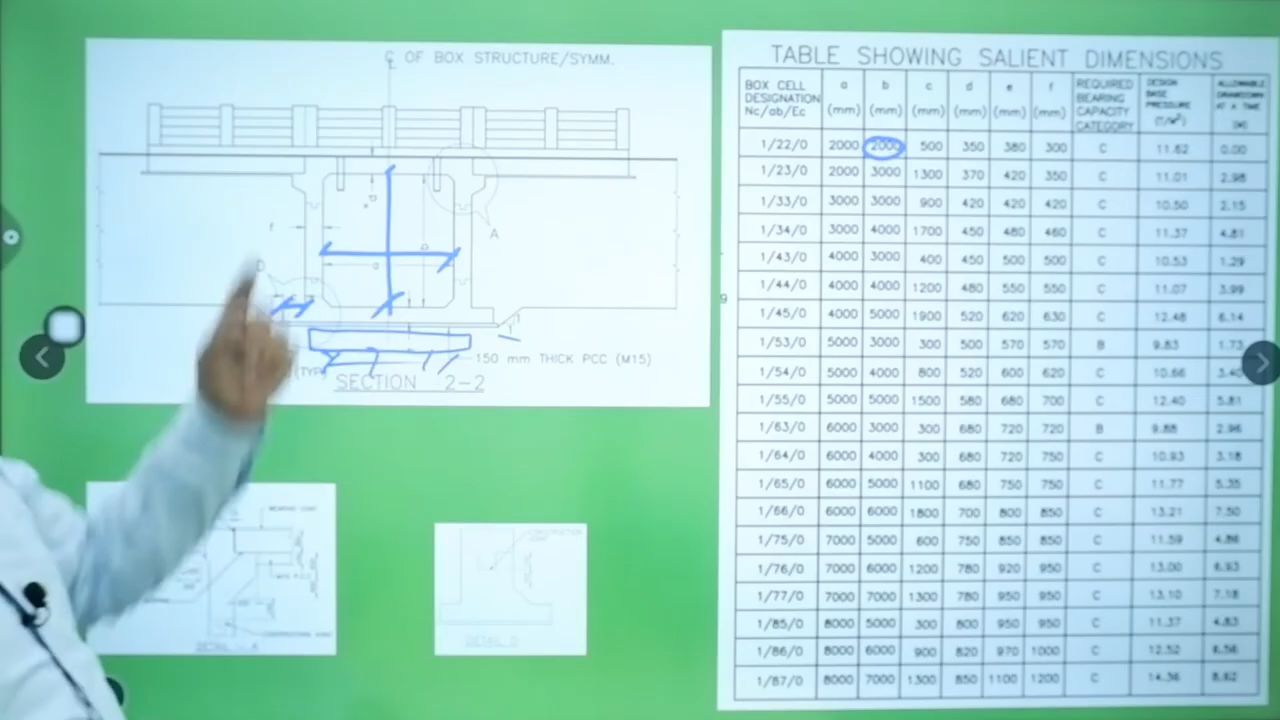 ℄ OF BOX STRUCTURE/SYMM.
f
d
b
a
A
D
150 mm THICK PCC (M15)
(TYP)
SECTION 2-2
DETAIL - A
CONSTRUCTION
DETAIL D
TABLE SHOWING SALIENT DIMENSIONS
BOX CELL DESIGNATION Nc/ab/Ec a (mm) b (mm) c (mm) d (mm) e (mm) f (mm) REQUIRED BEARING CAPACITY CATEGORY DESIGN BASE PRESSURE (T/M²) ALLOWABLE DRAWDOWN AT A TIME (M)
1/22/0 2000 2000 500 350 380 300 C 11.62 0.00
1/23/0 2000 3000 1300 370 420 350 C 11.01 2.98
1/33/0 3000 3000 900 420 420 420 C 10.50 2.15
1/34/0 3000 4000 1700 450 480 460 C 11.37 4.81
1/43/0 4000 3000 400 450 500 500 C 10.53 1.29
1/44/0 4000 4000 1200 480 550 550 C 11.07 3.99
1/45/0 4000 5000 1900 520 620 630 C 12.48 6.14
1/53/0 5000 3000 300 500 570 570 B 9.83 1.73
1/54/0 5000 4000 800 520 600 620 C 10.66
1/55/0 5000 5000 1500 580 680 700 C 12.40 5.81
1/63/0 6000 3000 300 680 720 720 B 9.88 2.96
1/64/0 6000 4000 300 680 720 750 C 10.93 3.18
1/65/0 6000 5000 1100 680 750 750 C 11.77 5.35
1/66/0 6000 6000 1800 700 800 850 C 13.21 7.50
1/75/0 7000 5000 600 750 850 850 C 11.59 4.86
1/76/0 7000 6000 1200 780 920 950 C 13.00 6.93
1/77/0 7000 7000 1300 780 950 950 C 13.10 7.18
1/85/0 8000 5000 300 800 950 950 C 11.37 4.83
1/86/0 8000 6000 900 820 970 1000 C 12.52 6.56
1/87/0 8000 7000 1300 850 1100 1200 C 14.36 8.62